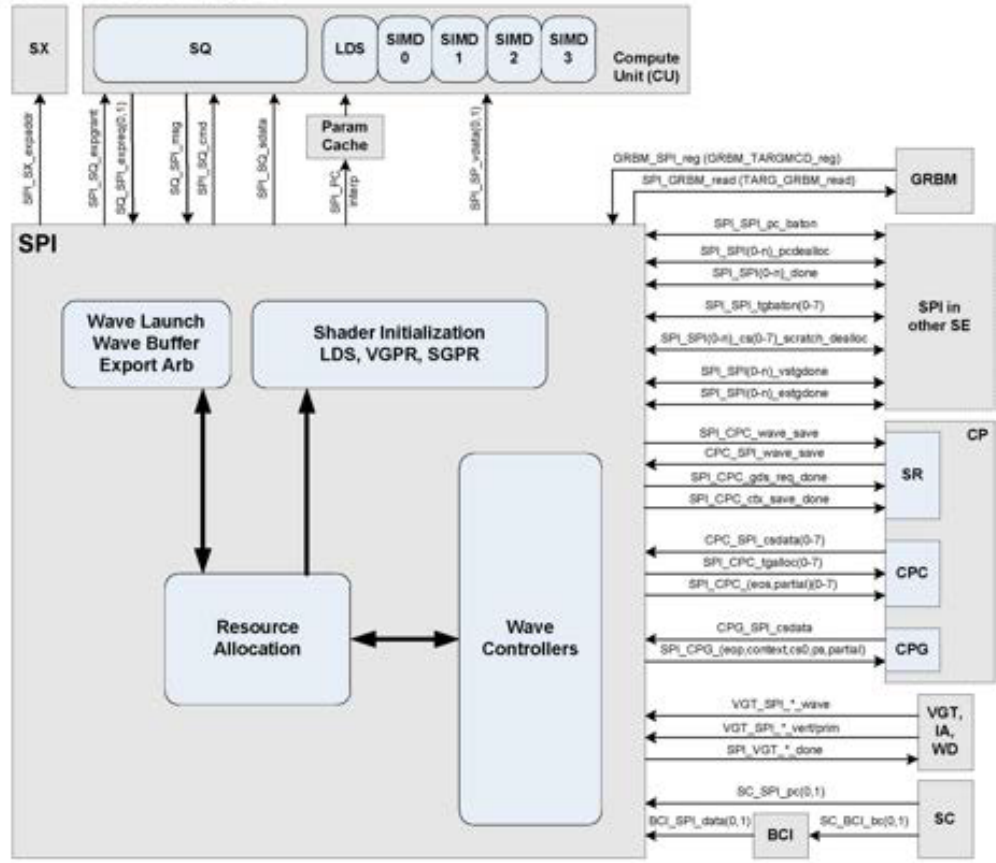 SX
SQ
LDS
SIMD
0
SIMD
1
SIMD
2
SIMD
3
Compute
Unit (CU)
SPI_SX_expaddr
SPI_SQ_expgrant
SQ_SPI_expreq(0,1)
SQ_SPI_msg
SPI_SQ_cmd
SPI_SQ_sdata
Param
Cache
SPI_PC
interp
SPI_SP_vdata(0,1)
GRBM_SPI_reg (GRBM_TARGMCD_reg)
SPI_GRBM_read (TARG_GRBM_read)
GRBM
SPI
SPI_SPI_pc_baton
SPI_SPI(0-n)_pcdealloc
SPI_SPI(0-n)_done
SPI_SPI_tgbaton(0-7)
SPI_SPI(0-n)_cs(0-7)_scratch_dealloc
SPI_SPI(0-n)_vstgdone
SPI_SPI(0-n)_estgdone
SPI in
other SE
Wave Launch
Wave Buffer
Export Arb
Shader Initialization
LDS, VGPR, SGPR
Resource
Allocation
Wave
Controllers
CP
SPI_CPC_wave_save
CPC_SPI_wave_save
SPI_CPC_gds_req_done
SPI_CPC_ctx_save_done
SR
CPC_SPI_csdata(0-7)
SPI_CPC_tgalloc(0-7)
SPI_CPC_(eos,partial)(0-7)
CPC
CPG_SPI_csdata
SPI_CPG_(eop,context,cs0,ps,partial)
CPG
VGT_SPI_*_wave
VGT_SPI_*_vert/prim
SPI_VGT_*_done
VGT,
IA,
WD
SC_SPI_pc(0,1)
BCI_SPI_data(0,1)
BCI
SC_BCI_bc(0,1)
SC